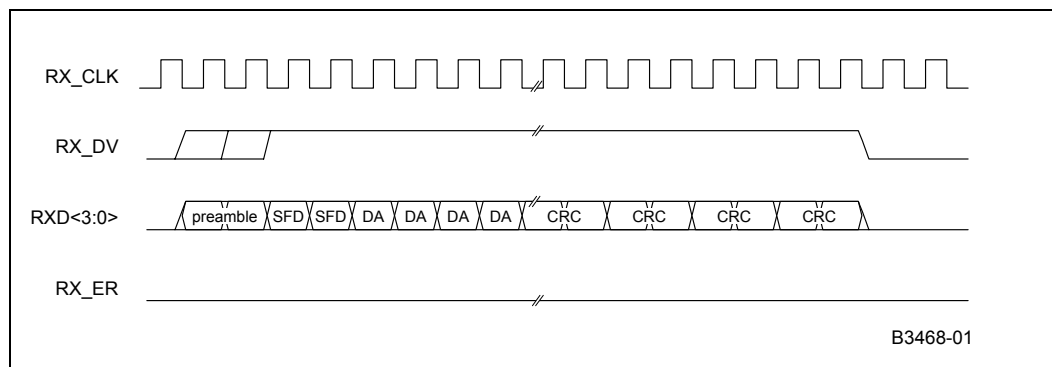 RX_CLK
RX_DV
RXD<3:0> preamble SFD SFD DA DA DA DA CRC CRC CRC CRC
RX_ER
B3468-01